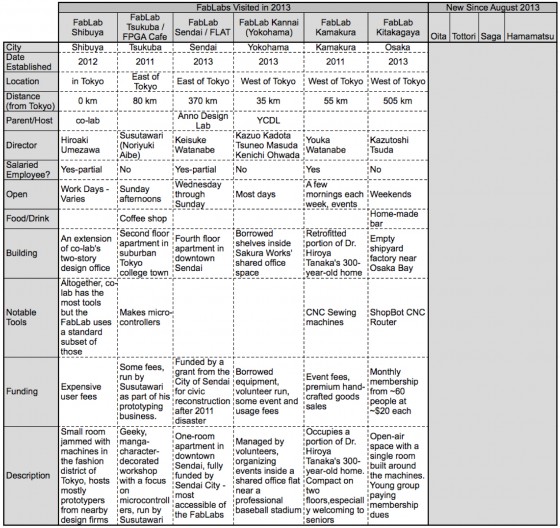 FabLabs Visited in 2013
New Since August 2013
FabLab
Shibuya
FabLab
Tsukuba /
FPGA Cafe
FabLab
Sendai / FLAT
FabLab Kannai
(Yokohama)
FabLab
Kamakura
FabLab
Kitakagaya
Oita
Tottori
Saga
Hamamatsu
City
Shibuya
Tsukuba
Sendai
Yokohama
Kamakura
Osaka
Date
Established
2012
2011
2013
2013
2011
2013
Location
in Tokyo
East of
Tokyo
East of Tokyo
West of Tokyo
West of Tokyo
West of Tokyo
Distance
(from Tokyo)
0 km
80 km
370 km
35 km
55 km
505 km
Parent/Host
co-lab
Anno Design
Lab
YCDL
Director
Hiroaki
Umezawa
Susutawari
(Noriyuki
Aibe)
Keisuke
Watanabe
Kazuo Kadota
Tsuneo Masuda
Kenichi Ohwada
Youka
Watanabe
Kazutoshi
Tsuda
Salaried
Employee?
Yes-partial
No
Yes-partial
No
Yes
No
Open
Work Days -
Varies
Sunday
afternoons
Wednesday
through
Sunday
Most days
A few
mornings each
week, events
Weekends
Food/Drink
Coffee shop
Home-made
bar
Building
An extension
of co-lab's
two-story
design office
Second floor
apartment in
suburban
Tokyo
college town
Fourth floor
apartment in
downtown
Sendai
Borrowed
shelves inside
Sakura Works'
shared office
space
Retrofitted
portion of Dr.
Hiroya
Tanaka's 300-
year-old home
Empty
shipyard
factory near
Osaka Bay
Notable
Tools
Altogether, co-
lab has the
most tools
but the
FabLab uses
a standard
subset of
those
Makes micro-
controllers
CNC Sewing
machines
ShopBot CNC
Router
Funding
Expensive
user fees
Some fees,
run by
Susutawari
as part of his
prototyping
business.
Funded by a
grant from the
City of Sendai
for civic
reconstruction
after 2011
disaster
Borrowed
equipment,
volunteer run,
some event and
usage fees
Event fees,
premium hand-
crafted goods
sales
Monthly
membership
from ~60
people at
~$20 each
Description
Small room
jammed with
machines in
the fashion
district of
Tokyo, hosts
mostly
prototypers
from nearby
design firms
Geeky,
manga-
character-
decorated
workshop
with a focus
on
microcontroll
ers, run by
Susutawari
One-room
apartment in
downtown
Sendai, fully
funded by
Sendai City -
most
accessible of
the FabLabs
Managed by
volunteers,
organizing
events inside a
shared office flat
near a
professional
baseball stadium
Occupies a
portion of Dr.
Hiroya
Tanaka's 300-
year-old home.
Compact on
two
floors,especiall
y welcoming to
seniors
Open-air
space with a
single room
built around
the machines.
Young group
paying
membership
dues